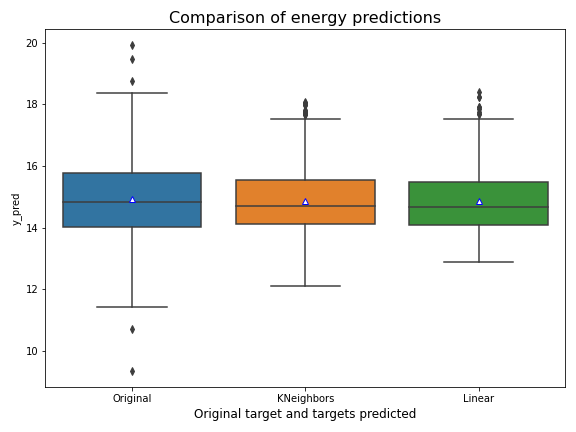 Comparison of energy predictions
20
18
16
14
12
10
y_pred
Original
KNeighbors
Linear
Original target and targets predicted